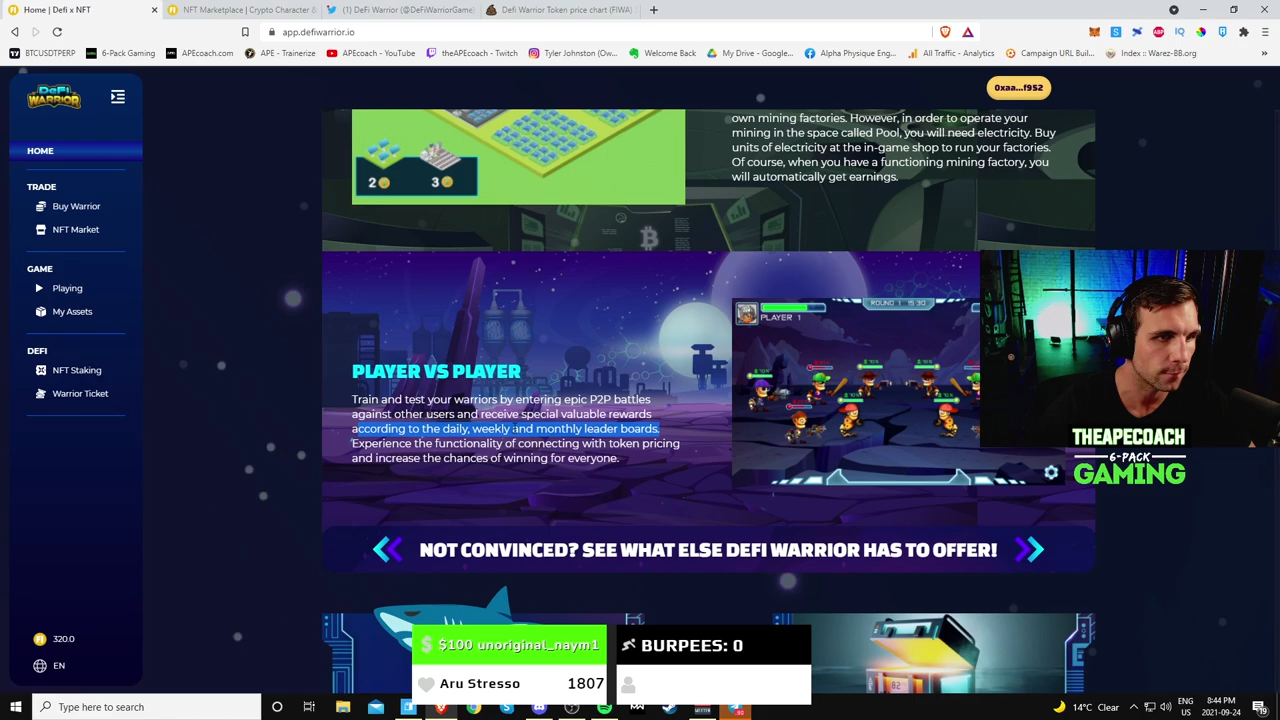 Home | Defi x NFT
NFT Marketplace | Crypto Character &
(1) DeFi Warrior (@DeFiWarriorGame)
Defi Warrior Token price chart (FIWA)
app.defiwarrior.io
BTCUSDTPERP
6-Pack Gaming
APEcoach.com
APE - Trainerize
APEcoach - YouTube
theAPEcoach - Twitch
Tyler Johnston (Ow...
Welcome Back
My Drive - Google...
Alpha Physique Eng...
All Traffic - Analytics
Campaign URL Buil...
Index :: Warez-BB.org
DeFi
WARRIOR
0xaa...f952
HOME
TRADE
Buy Warrior
NFT Market
GAME
Playing
DEFI
NFT Staking
Warrior Ticket
320.0
own mining factories. However, in order to operate your
mining in the space called Pool, you will need electricity. Buy
units of electricity at the in-game shop to run your factories.
Of course, when you have a functioning mining factory, you
will automatically get earnings.
2
3
PLAYER VS PLAYER
Train and test your warriors by entering epic P2P battles
against other users and receive special valuable rewards
according to the daily, weekly and monthly leader boards.
Experience the functionality of connecting with token pricing
and increase the chances of winning for everyone.
PLAYER 1
ROUND 1
THEAPECOACH
6-PACK
GAMING
NOT CONVINCED? SEE WHAT ELSE DEFI WARRIOR HAS TO OFFER!
$100 unoriginal_naym1
Aru Stresso 1807
BURPEES: 0
Type here to search
14°C Clear
ENG
US
8:44 PM
2021-09-24